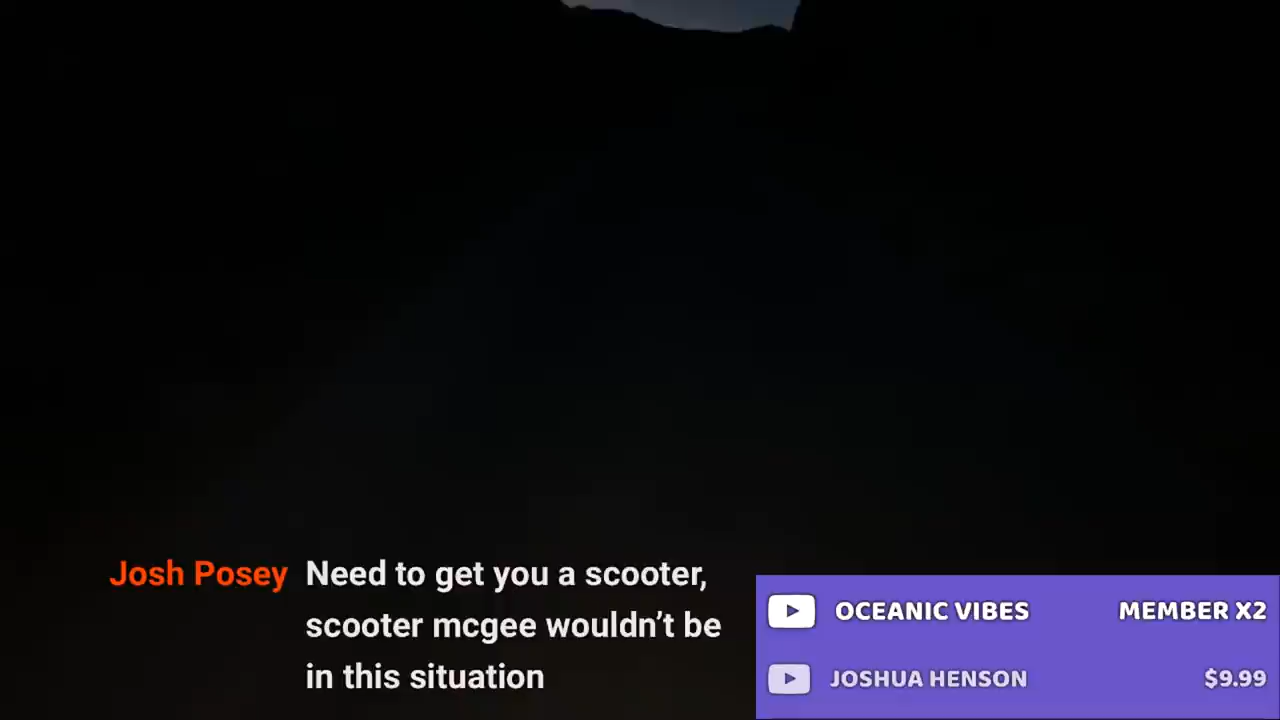 Josh Posey Need to get you a scooter,
scooter mcgee wouldn’t be
in this situation
OCEANIC VIBES MEMBER X2
JOSHUA HENSON $9.99